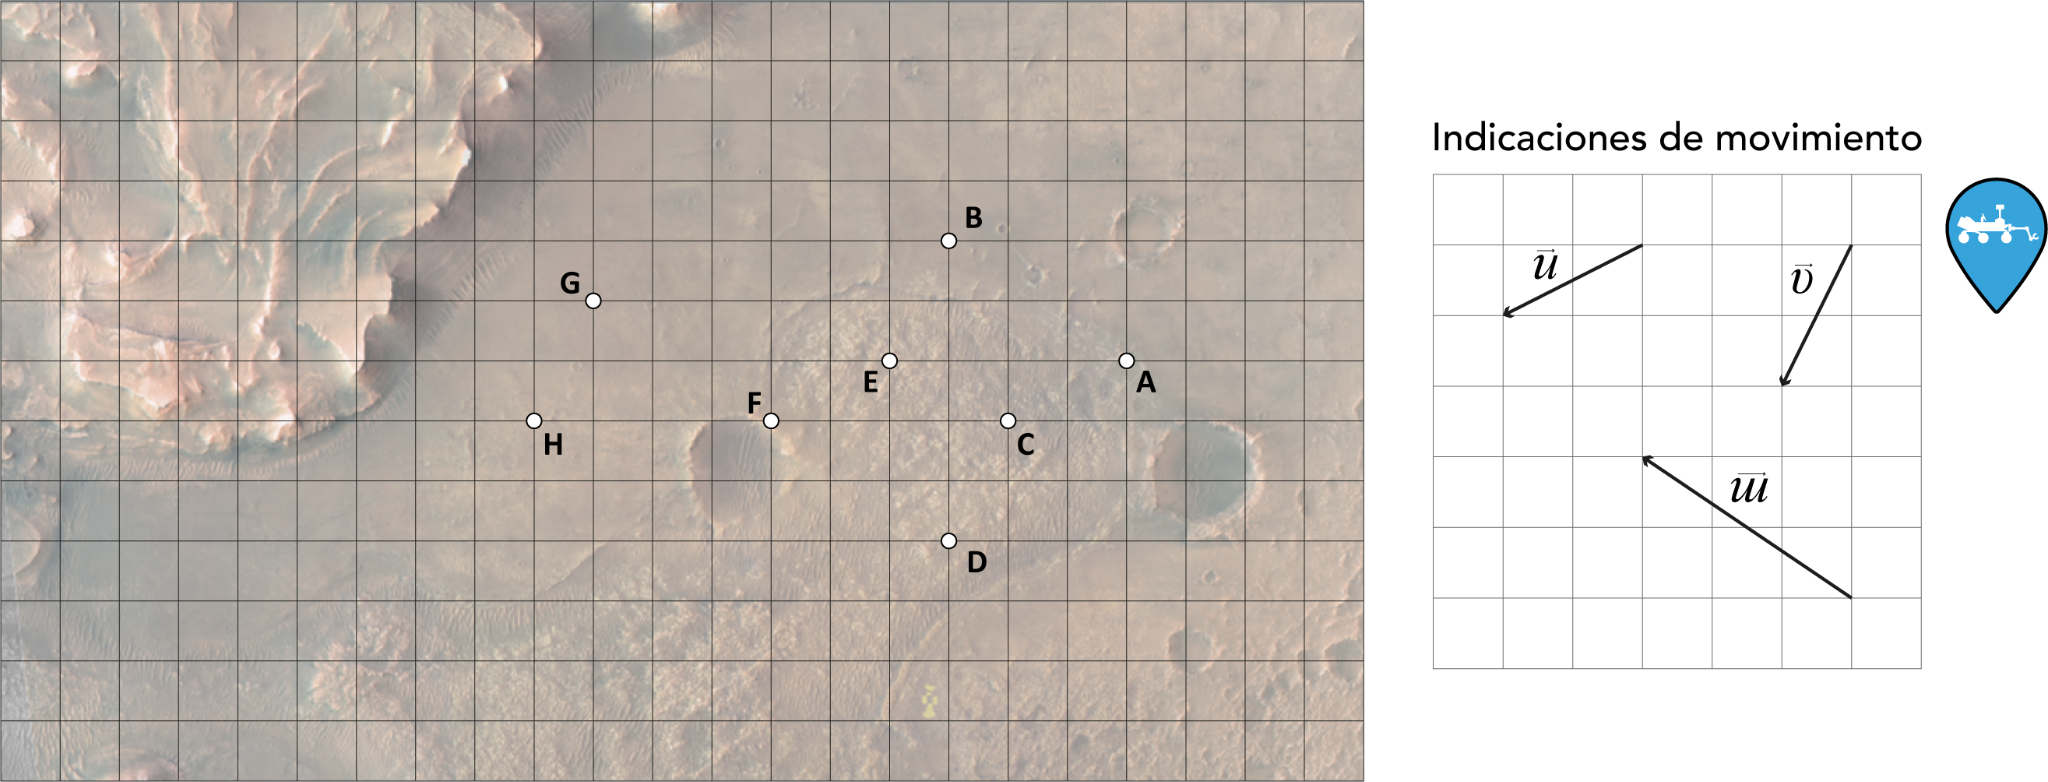 Indicaciones de movimiento
B
G
E
A
F
H
C
D
u⃗
v⃗
w⃗